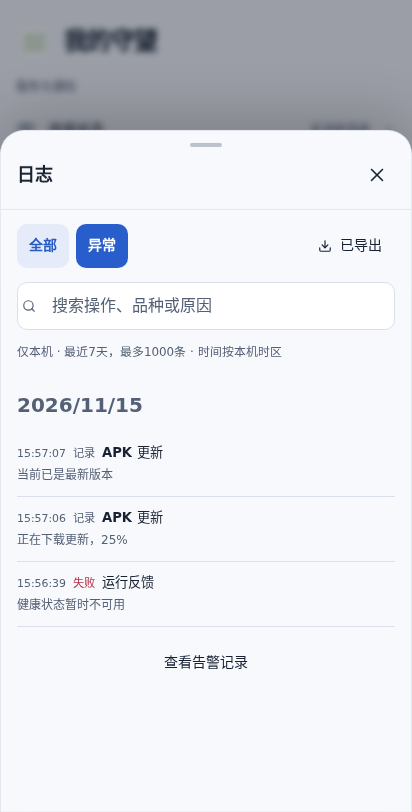 我的守望
日志
全部
异常
已导出
搜索操作、品种或原因
仅本机 · 最近7天，最多1000条 · 时间按本机时区
2026/11/15
15:57:07 记录 APK 更新
当前已是最新版本
15:57:06 记录 APK 更新
正在下载更新，25%
15:56:39 失败 运行反馈
健康状态暂时不可用
查看告警记录